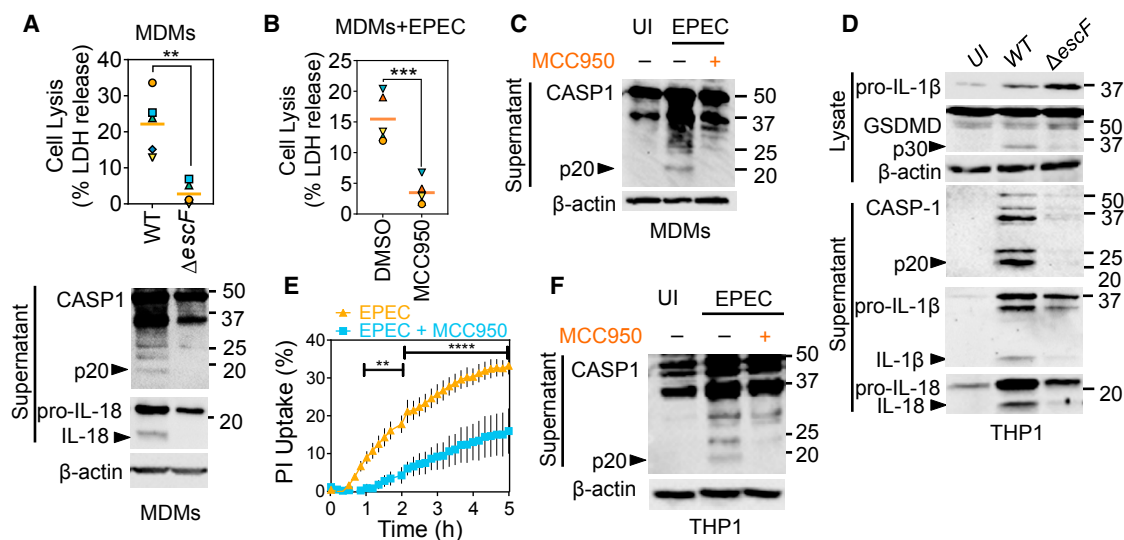 A
MDMs
**
Cell Lysis
(% LDH release)
40
30
20
10
0
WT
ΔescF
Supernatant
CASP1
50
37
25
p20
20
pro-IL-18
20
IL-18
β-actin
MDMs
B
MDMs+EPEC
***
Cell Lysis
(% LDH release)
25
20
15
10
5
0
DMSO
MCC950
C
UI EPEC
MCC950 – – +
Supernatant
CASP1
50
37
25
p20
20
β-actin
MDMs
D
UI WT ΔescF
Lysate
pro-IL-1β
37
GSDMD
50
p30
37
β-actin
Supernatant
CASP-1
50
37
p20
25
20
pro-IL-1β
37
IL-1β
pro-IL-18
20
IL-18
THP1
E
EPEC
EPEC + MCC950
**
****
PI Uptake (%)
40
30
20
10
0
0 1 2 3 4 5
Time (h)
F
UI EPEC
MCC950 – – +
Supernatant
CASP1
50
37
25
p20
20
β-actin
THP1